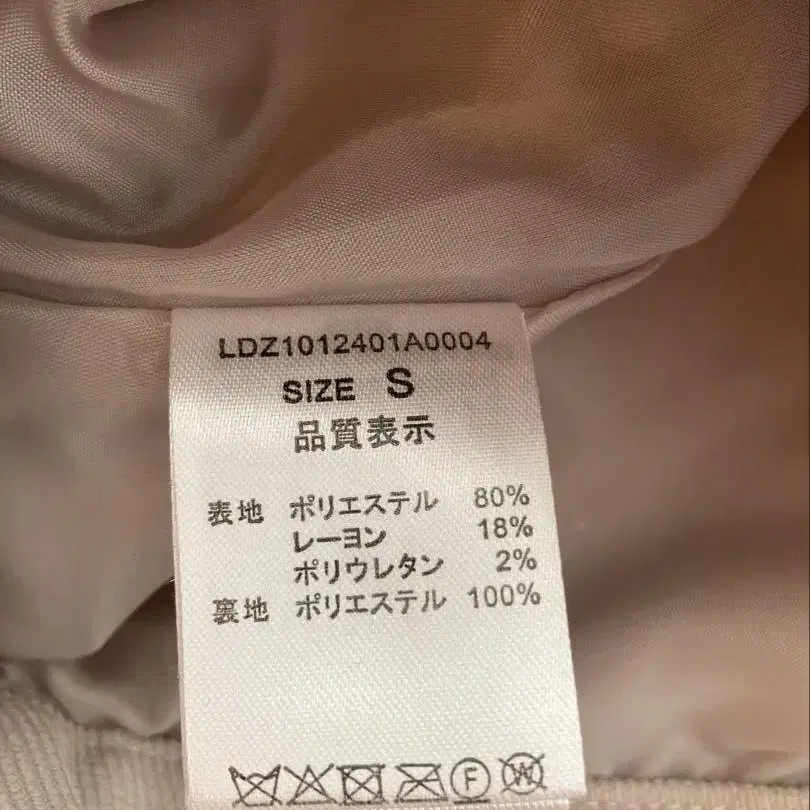 LDZ1012401A0004
SIZE S
品質表示
表地 ポリエステル 80%
レーヨン 18%
ポリウレタン 2%
裏地 ポリエステル 100%
F W